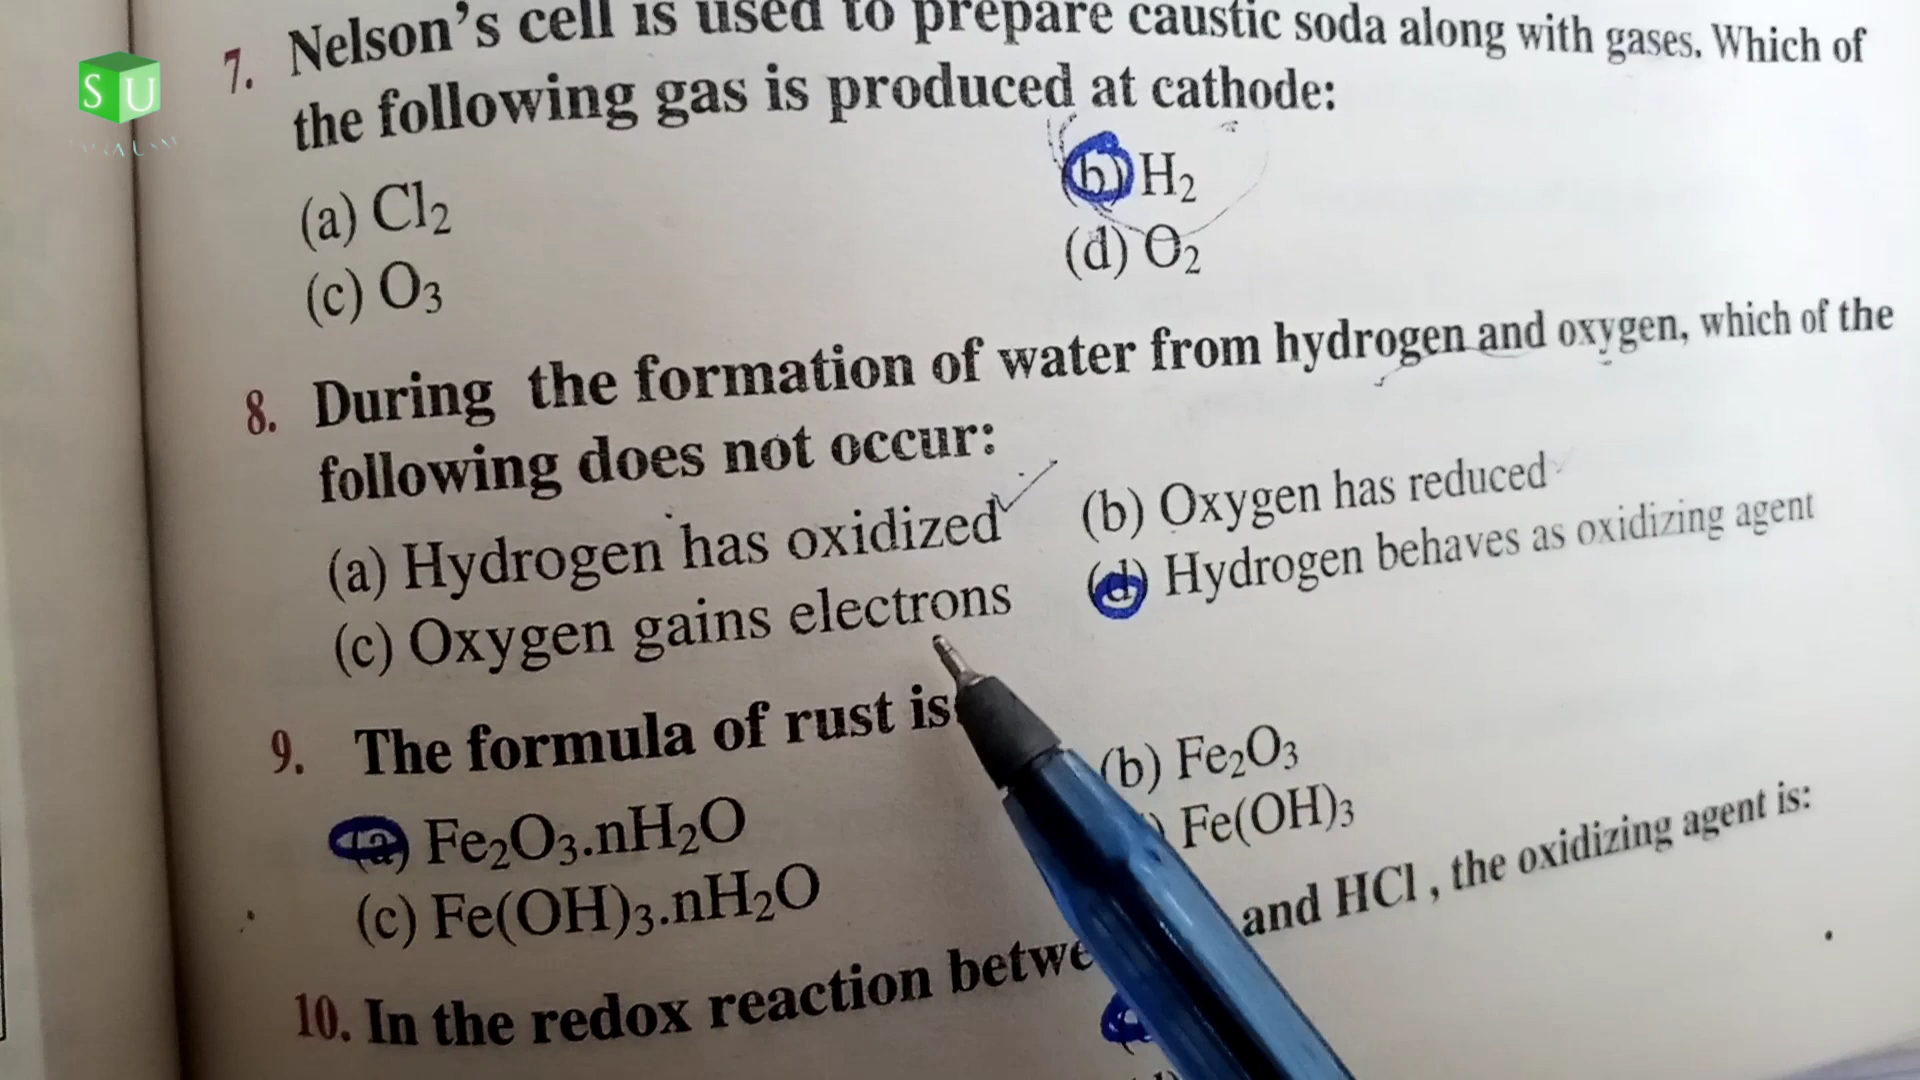 S U
7. Nelson's cell is used to prepare caustic soda along with gases. Which of
the following gas is produced at cathode:
(a) Cl₂ (b) H₂
(c) O₃ (d) O₂
8. During the formation of water from hydrogen and oxygen, which of the
following does not occur:
(a) Hydrogen has oxidized (b) Oxygen has reduced
(c) Oxygen gains electrons (d) Hydrogen behaves as oxidizing agent
9. The formula of rust is
(a) Fe₂O₃.nH₂O (b) Fe₂O₃
(c) Fe(OH)₃.nH₂O ) Fe(OH)₃
10. In the redox reaction betwe and HCl , the oxidizing agent is: